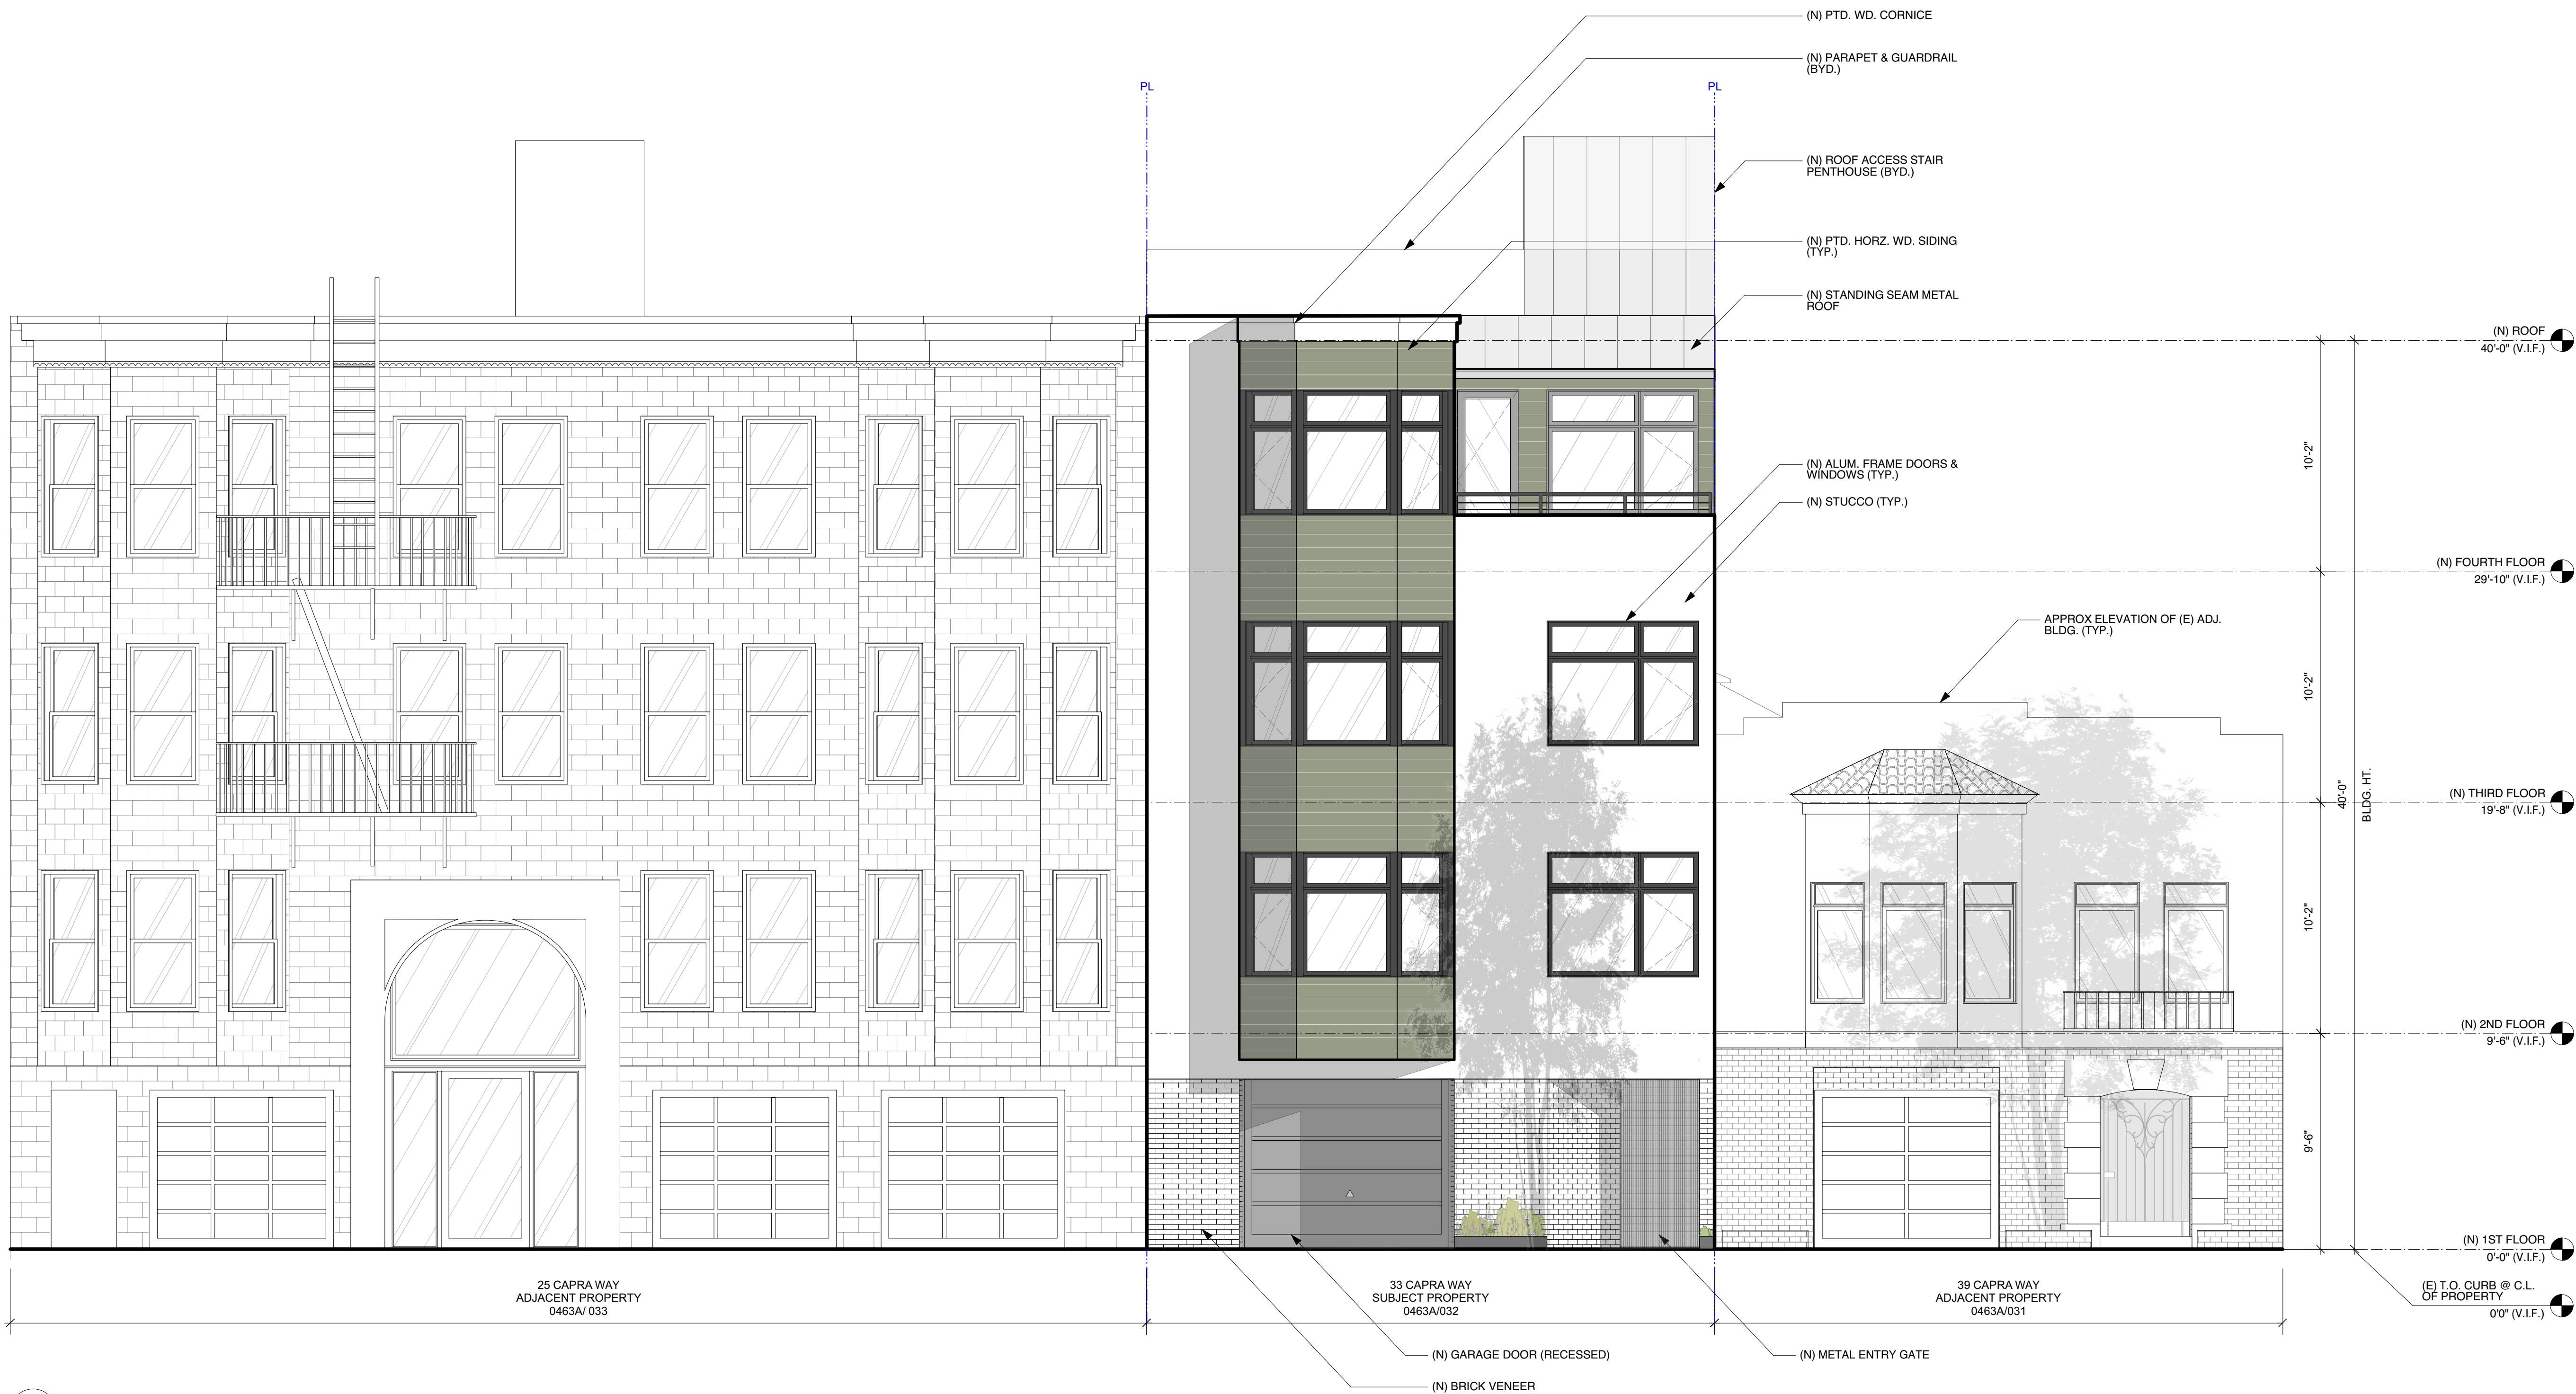 (N) PTD. WD. CORNICE
(N) PARAPET & GUARDRAIL
(BYD.)
PL
PL
(N) ROOF ACCESS STAIR
PENTHOUSE (BYD.)
(N) PTD. HORZ. WD. SIDING
(TYP.)
(N) STANDING SEAM METAL
ROOF
(N) ROOF
40'-0" (V.I.F.)
10'-2"
(N) ALUM. FRAME DOORS &
WINDOWS (TYP.)
(N) STUCCO (TYP.)
(N) FOURTH FLOOR
29'-10" (V.I.F.)
APPROX ELEVATION OF (E) ADJ.
BLDG. (TYP.)
10'-2"
40'-0"
BLDG. HT.
(N) THIRD FLOOR
19'-8" (V.I.F.)
10'-2"
(N) 2ND FLOOR
9'-6" (V.I.F.)
9'-6"
(N) 1ST FLOOR
0'-0" (V.I.F.)
(E) T.O. CURB @ C.L.
OF PROPERTY
0'0" (V.I.F.)
25 CAPRA WAY
ADJACENT PROPERTY
0463A/ 033
33 CAPRA WAY
SUBJECT PROPERTY
0463A/032
39 CAPRA WAY
ADJACENT PROPERTY
0463A/031
(N) GARAGE DOOR (RECESSED)
(N) METAL ENTRY GATE
(N) BRICK VENEER